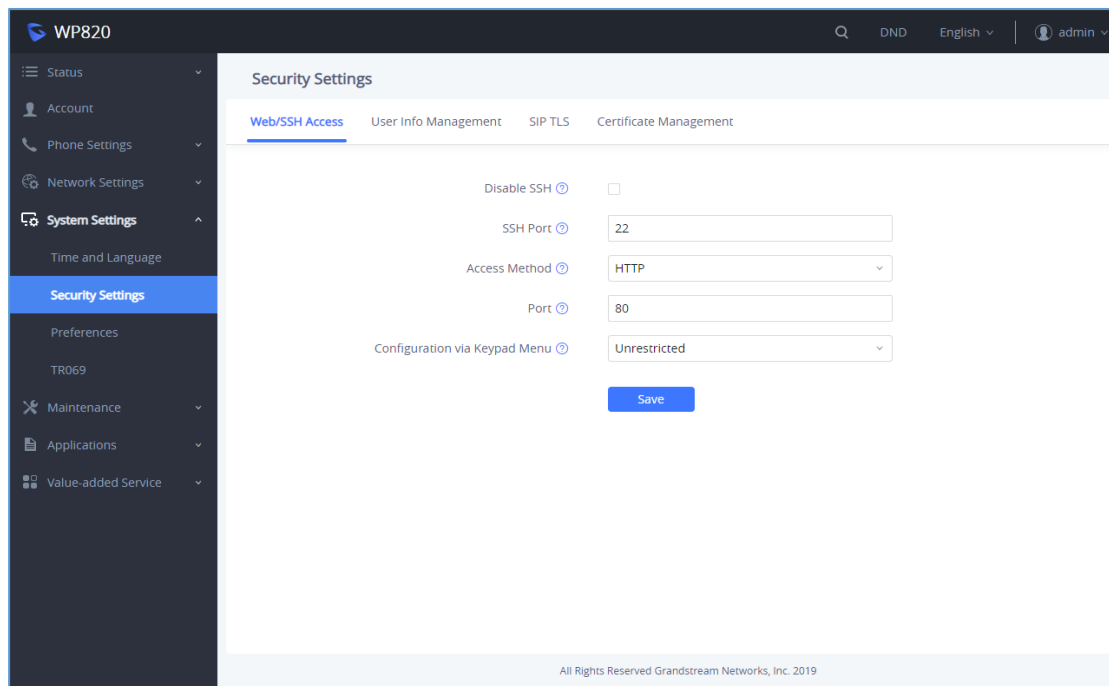 WP820
DND
English
admin
Status
Account
Phone Settings
Network Settings
System Settings
Time and Language
Security Settings
Preferences
TR069
Maintenance
Applications
Value-added Service
Security Settings
Web/SSH Access User Info Management SIP TLS Certificate Management
Disable SSH
SSH Port 22
Access Method HTTP
Port 80
Configuration via Keypad Menu Unrestricted
Save
All Rights Reserved Grandstream Networks, Inc. 2019